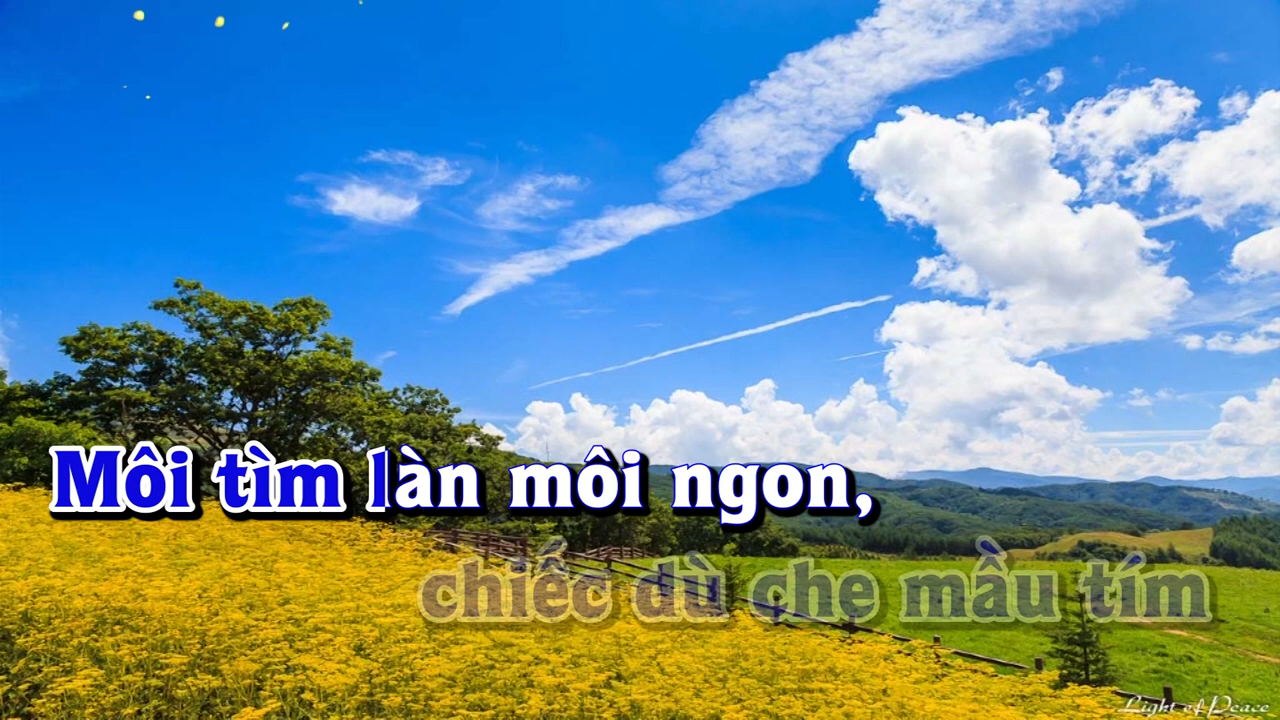 Môi tìm làn môi ngon,
chiếc dù che mầu tím
Light of Peace